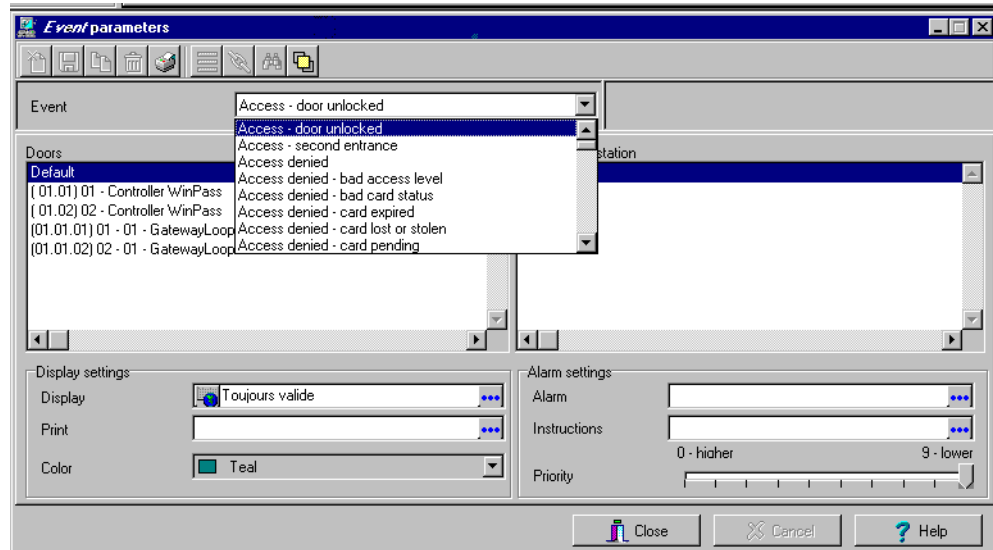 Event parameters
Event
Access - door unlocked
Access - door unlocked
Access - second entrance
Access denied
Access denied - bad access level
Access denied - bad card status
Access denied - card expired
Access denied - card lost or stolen
Access denied - card pending
Doors
Default
( 01.01) 01 - Controller WinPass
( 01.02) 02 - Controller WinPass
(01.01.01) 01 - 01 - GatewayLoop
(01.01.02) 02 - 01 - GatewayLoop
station
Display settings
Display
Toujours valide
Print
Color
Teal
Alarm settings
Alarm
Instructions
0 - higher
9 - lower
Priority
Close
Cancel
Help